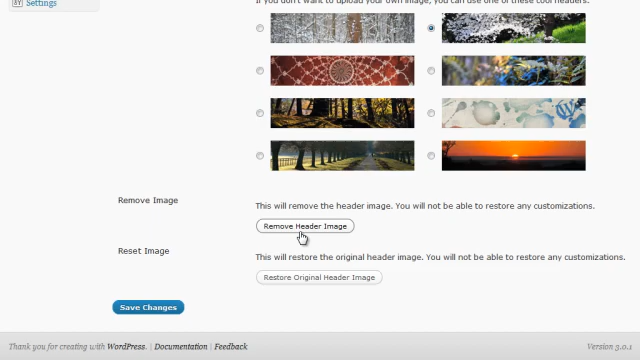 Settings
If you don't want to upload your own image, you can use one of these cool headers.
Remove Image
This will remove the header image. You will not be able to restore any customizations.
Remove Header Image
Reset Image
This will restore the original header image. You will not be able to restore any customizations.
Restore Original Header Image
Save Changes
Thank you for creating with WordPress. | Documentation | Feedback
Version 3.0.1